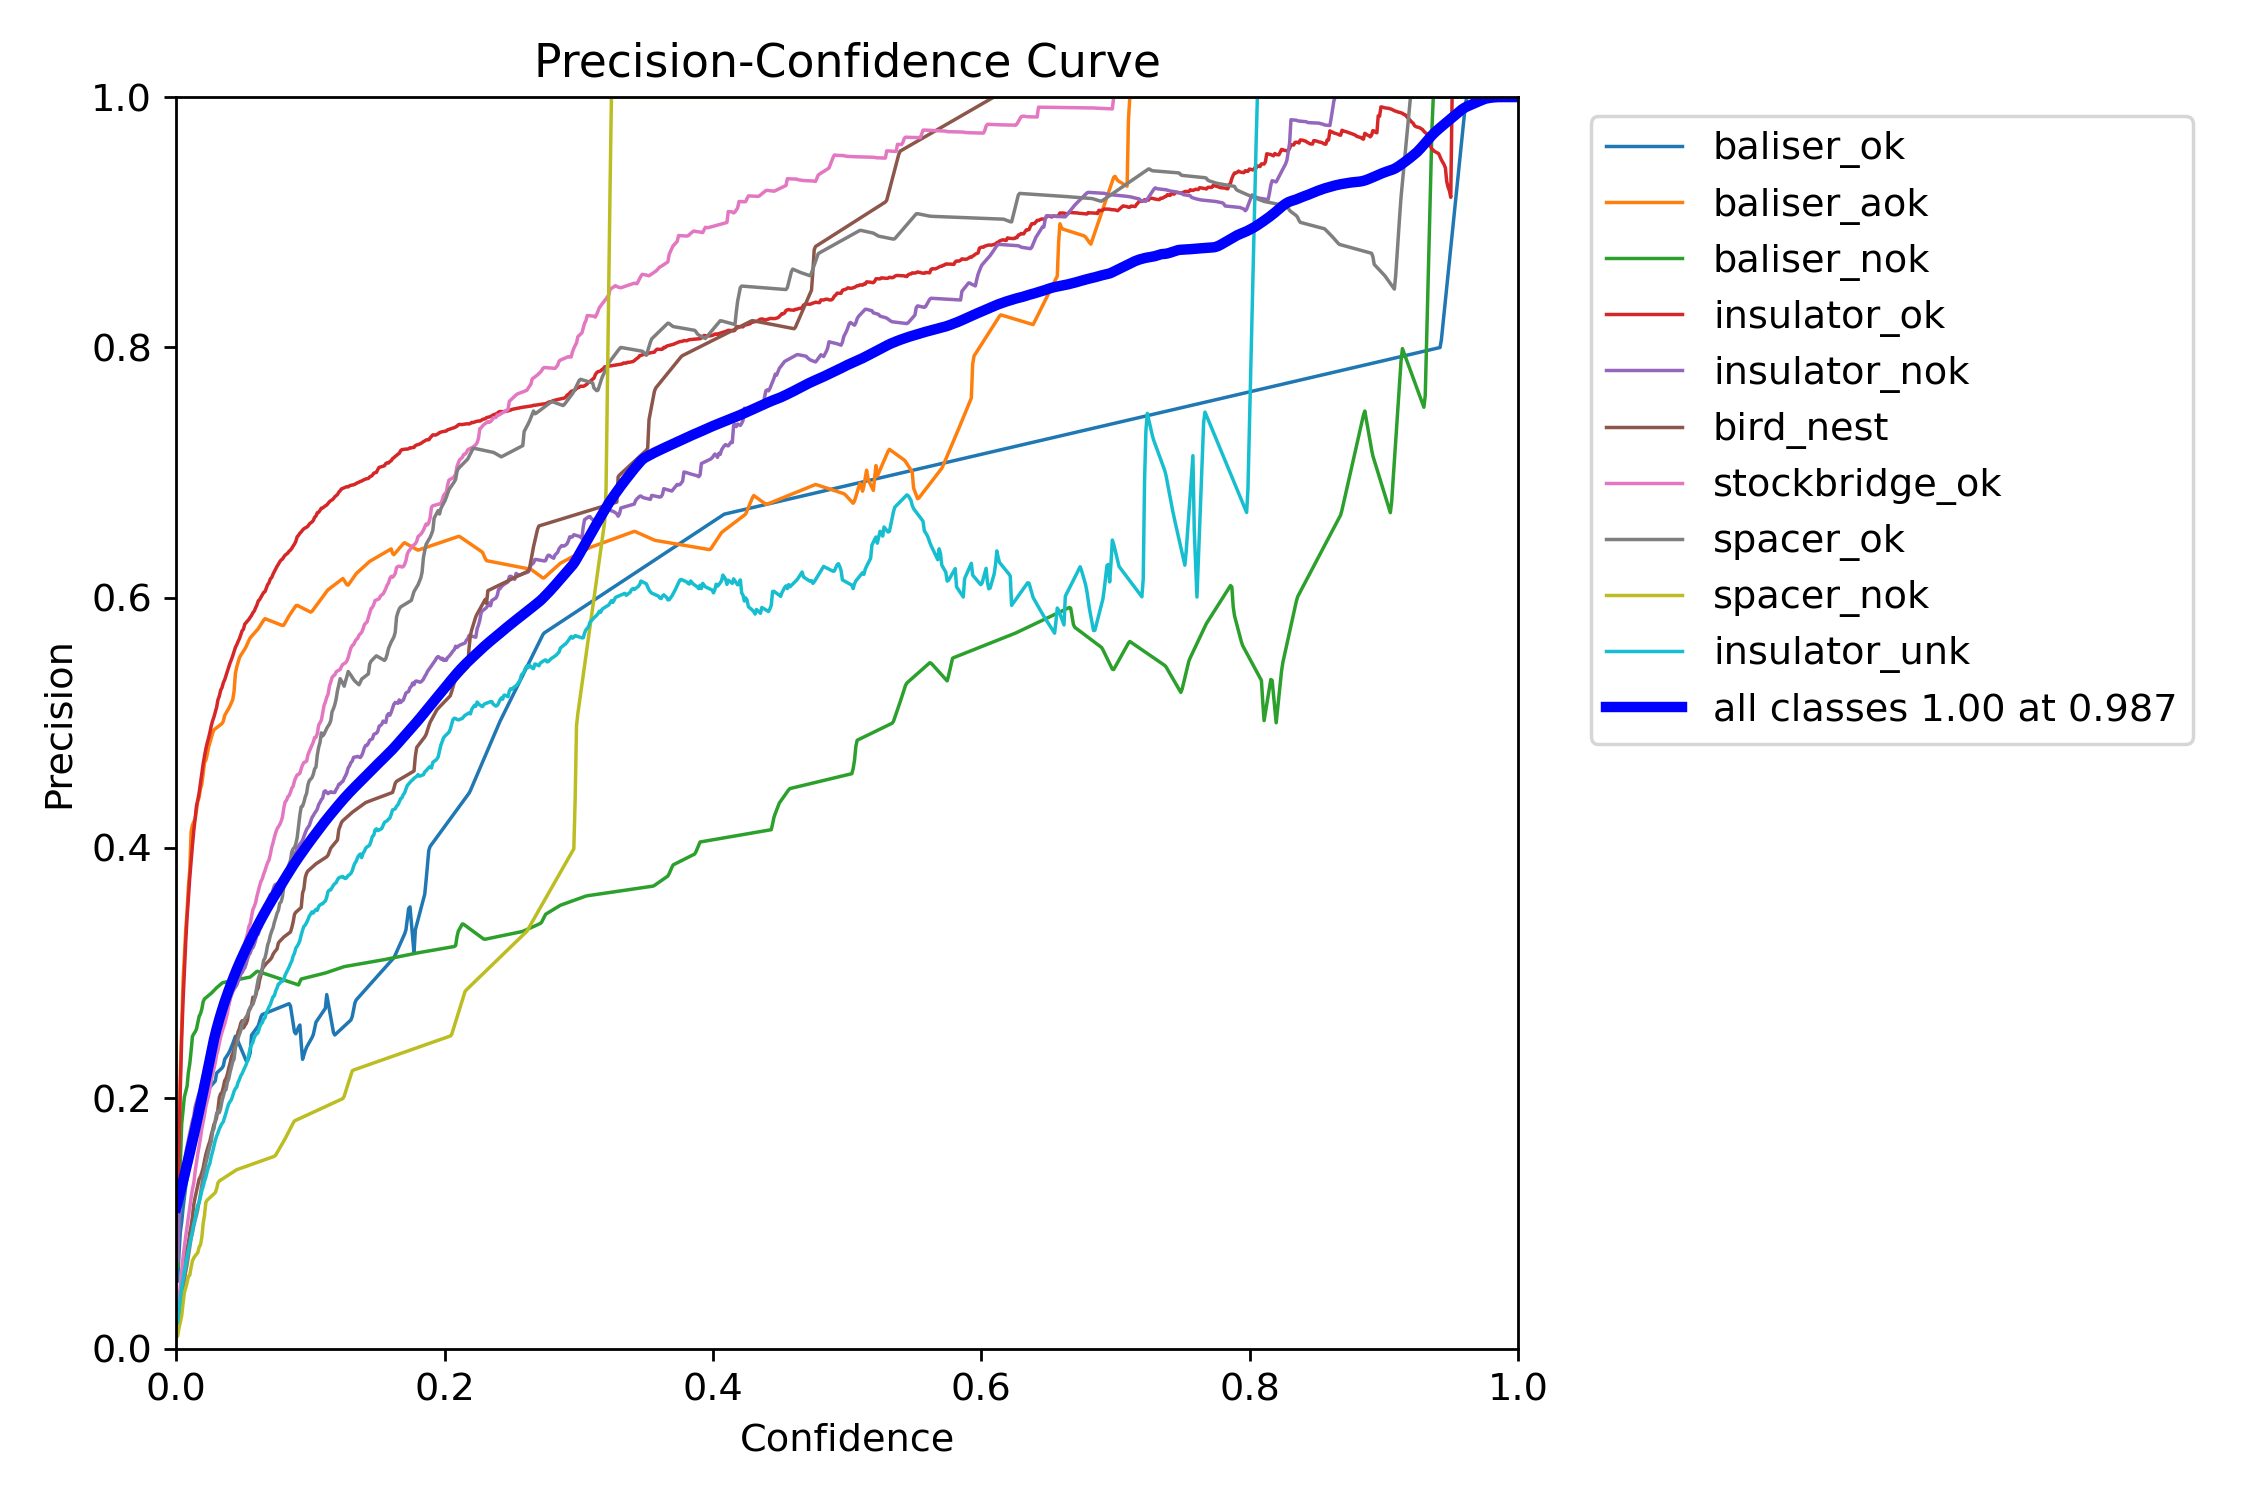 Precision-Confidence Curve
1.0
0.8
0.6
0.4
0.2
0.0
Precision
0.0 0.2 0.4 0.6 0.8 1.0
Confidence
baliser_ok
baliser_aok
baliser_nok
insulator_ok
insulator_nok
bird_nest
stockbridge_ok
spacer_ok
spacer_nok
insulator_unk
all classes 1.00 at 0.987